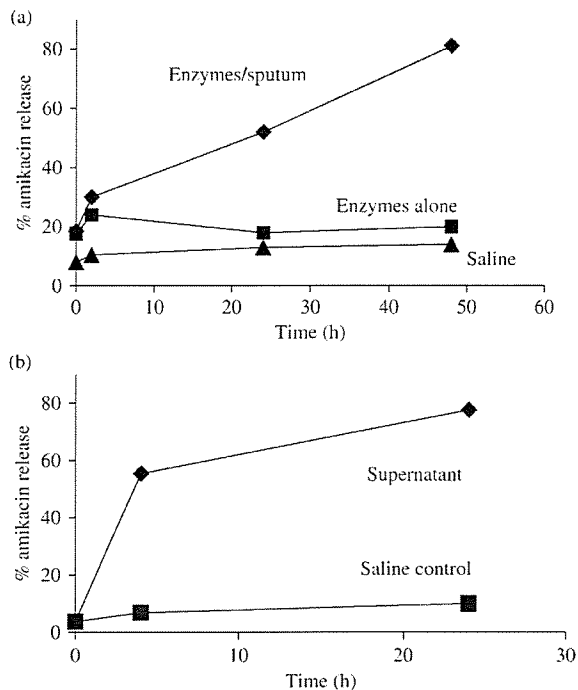 (a)
80
60
40
20
0
% amikacin release
Enzymes/sputum
Enzymes alone
Saline
0 10 20 30 40 50 60
Time (h)
(b)
80
60
40
20
0
% amikacin release
Supernatant
Saline control
0 10 20 30
Time (h)